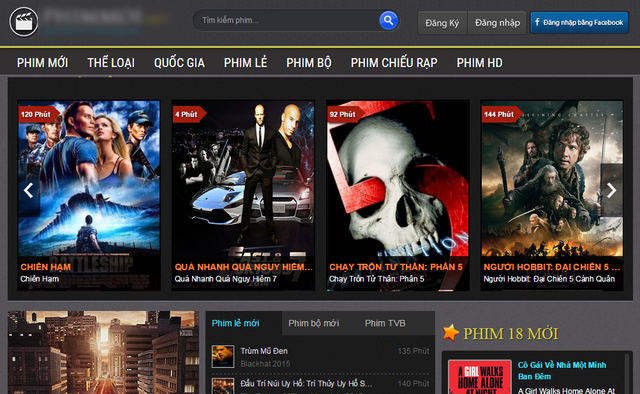 Tìm kiếm phim...
Đăng Ký
Đăng nhập
Đăng nhập bằng Facebook
PHIM MỚI
THỂ LOẠI
QUỐC GIA
PHIM LẺ
PHIM BỘ
PHIM CHIẾU RẠP
PHIM HD
120 Phút
4 Phút
92 Phút
144 Phút
BATTLESHIP
FAST &
5
CHIẾN HẠM
Chiến Hạm
QUÁ NHANH QUÁ NGUY HIỂM...
Quá Nhanh Quá Nguy Hiểm 7
CHẠY TRỐN TỬ THẦN: PHẦN 5
Chạy Trốn Tử Thần: Phần 5
NGƯỜI HOBBIT: ĐẠI CHIẾN 5 ...
Người Hobbit: Đại Chiến 5 Cánh Quân
Phim lẻ mới
Phim bộ mới
Phim TVB
Trùm Mũ Đen
135 Phút
Blackhat 2015
Đấu Trí Núi Uy Hổ: Trí Thủy Uy Hổ S...
140 Phút
PHIM 18 MỚI
A GIRL WALKS
HOME ALONE
AT NIGHT
Cô Gái Về Nhà Một Mình
Ban Đêm
A Girl Walks Home Alone At